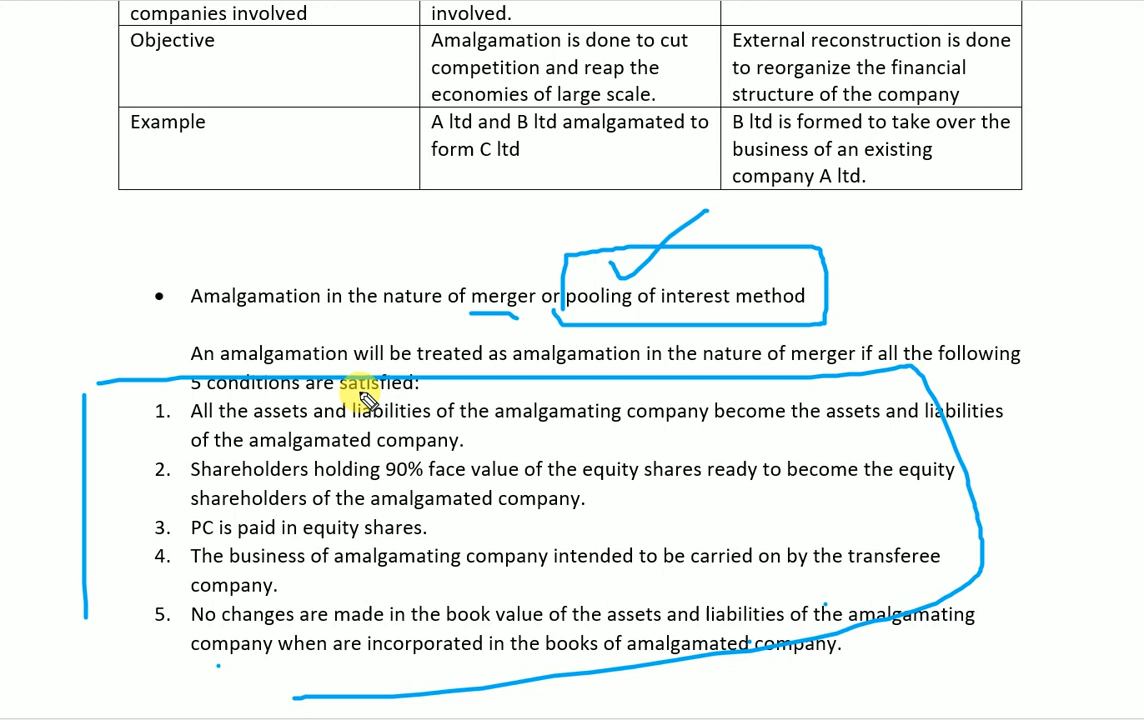 companies involved involved.
Objective Amalgamation is done to cut External reconstruction is done
competition and reap the to reorganize the financial
economies of large scale. structure of the company
Example A ltd and B ltd amalgamated to B ltd is formed to take over the
form C ltd business of an existing
company A ltd.
• Amalgamation in the nature of merger or pooling of interest method
An amalgamation will be treated as amalgamation in the nature of merger if all the following
5 conditions are satisfied:
1. All the assets and liabilities of the amalgamating company become the assets and liabilities
of the amalgamated company.
2. Shareholders holding 90% face value of the equity shares ready to become the equity
shareholders of the amalgamated company.
3. PC is paid in equity shares.
4. The business of amalgamating company intended to be carried on by the transferee
company.
5. No changes are made in the book value of the assets and liabilities of the amalgamating
company when are incorporated in the books of amalgamated company.